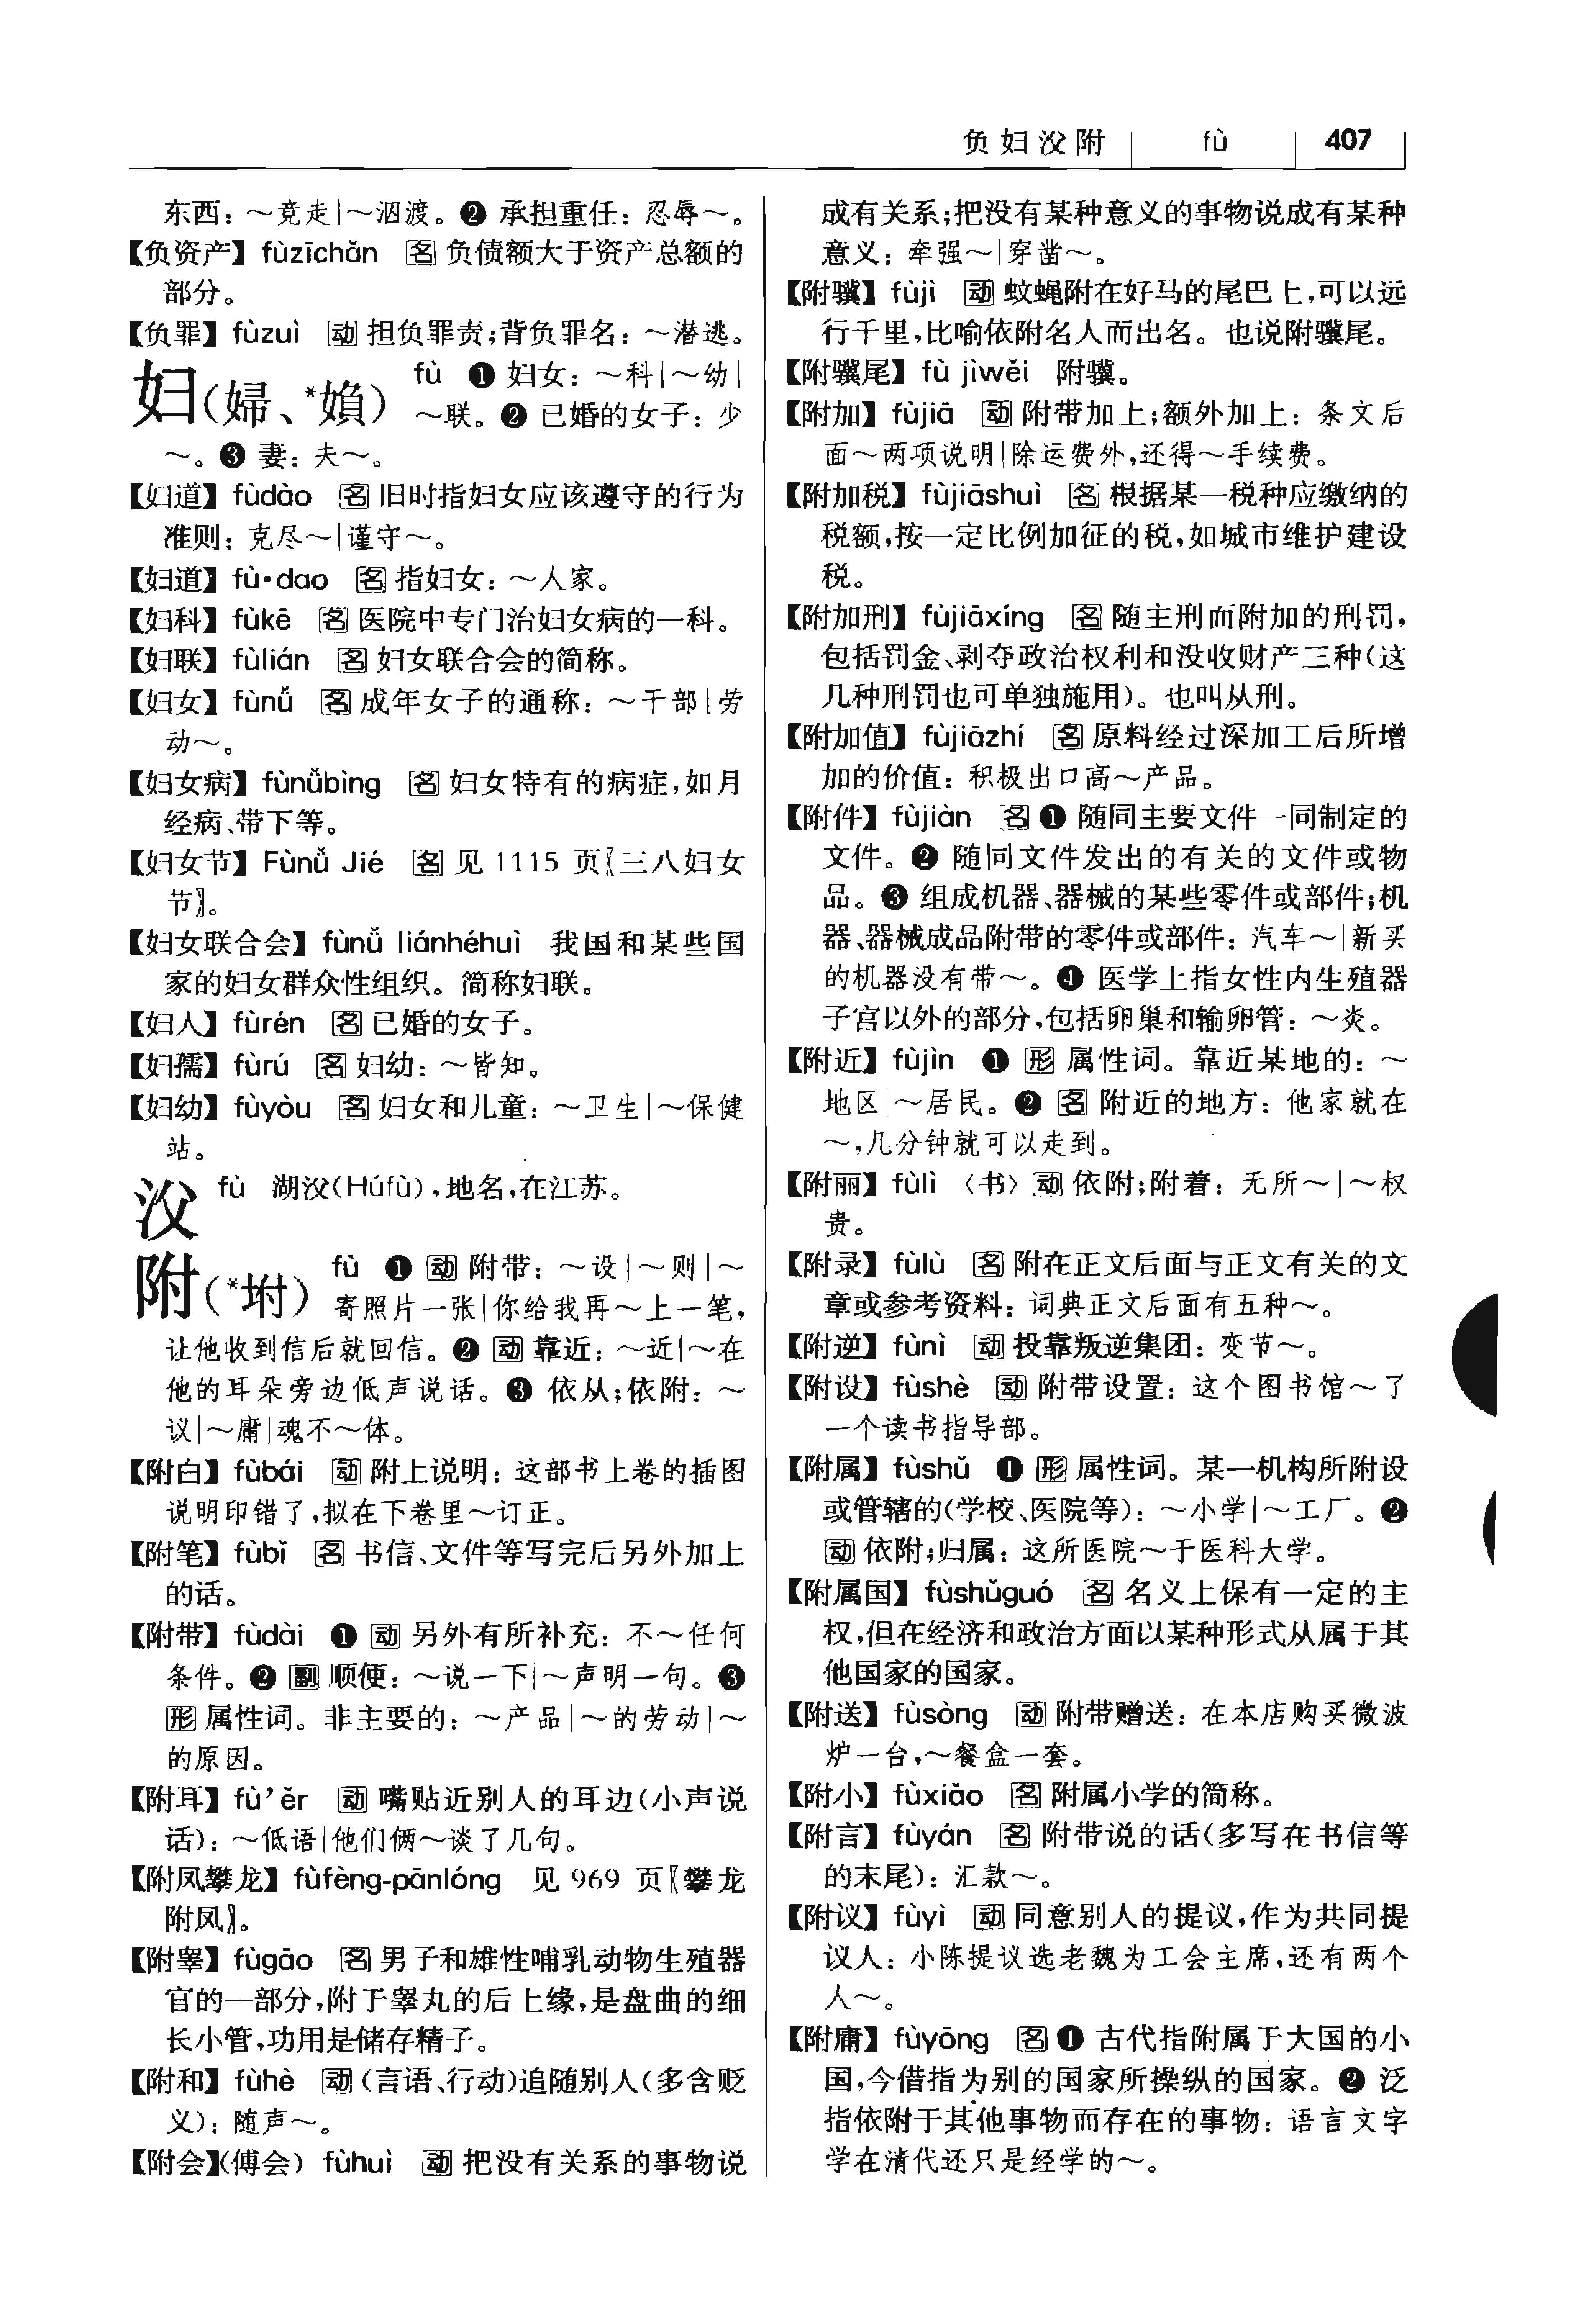 负妇㳇附 fù 407
东西：～竞走|～泅渡。❷ 承担重任：忍辱～。
【负资产】fùzīchǎn 名 负债额大于资产总额的
部分。
【负罪】fùzuì 动 担负罪责；背负罪名：～潜逃。
妇(婦、*媍) fù ❶ 妇女：～科|～幼|
～联。❷ 已婚的女子：少
～。❸ 妻：夫～。
【妇道】fùdào 名 旧时指妇女应该遵守的行为
准则：克尽～|谨守～。
【妇道】fù·dao 名 指妇女：～人家。
【妇科】fùkē 名 医院中专门治妇女病的一科。
【妇联】fùlián 名 妇女联合会的简称。
【妇女】fùnǚ 名 成年女子的通称：～干部|劳
动～。
【妇女病】fùnǚbìng 名 妇女特有的病症，如月
经病、带下等。
【妇女节】Fùnǚ Jié 名 见 1115 页〖三八妇女
节〗。
【妇女联合会】fùnǚ liánhéhuì 我国和某些国
家的妇女群众性组织。简称妇联。
【妇人】fùrén 名 已婚的女子。
【妇孺】fùrú 名 妇幼：～皆知。
【妇幼】fùyòu 名 妇女和儿童：～卫生|～保健
站。
㳇 fù 湖㳇(Húfù)，地名，在江苏。
附(*坿) fù ❶ 动 附带：～设|～则|～
寄照片一张|你给我再～上一笔，
让他收到信后就回信。❷ 动 靠近：～近|～在
他的耳朵旁边低声说话。❸ 依从；依附：～
议|～庸|魂不～体。
【附白】fùbái 动 附上说明：这部书上卷的插图
说明印错了，拟在下卷里～订正。
【附笔】fùbǐ 名 书信、文件等写完后另外加上
的话。
【附带】fùdài ❶ 动 另外有所补充：不～任何
条件。❷ 副 顺便：～说一下|～声明一句。❸
形 属性词。非主要的：～产品|～的劳动|～
的原因。
【附耳】fù'ěr 动 嘴贴近别人的耳边(小声说
话)：～低语|他们俩～谈了几句。
【附凤攀龙】fùfèng-pānlóng 见 969 页〖攀龙
附凤〗。
【附睾】fùgāo 名 男子和雄性哺乳动物生殖器
官的一部分，附于睾丸的后上缘，是盘曲的细
长小管，功用是储存精子。
【附和】fùhè 动 (言语、行动)追随别人(多含贬
义)：随声～。
【附会】(傅会) fùhuì 动 把没有关系的事物说
成有关系；把没有某种意义的事物说成有某种
意义：牵强～|穿凿～。
【附骥】fùjì 动 蚊蝇附在好马的尾巴上，可以远
行千里，比喻依附名人而出名。也说附骥尾。
【附骥尾】fù jìwěi 附骥。
【附加】fùjiā 动 附带加上；额外加上：条文后
面～两项说明|除运费外，还得～手续费。
【附加税】fùjiāshuì 名 根据某一税种应缴纳的
税额，按一定比例加征的税，如城市维护建设
税。
【附加刑】fùjiāxíng 名 随主刑而附加的刑罚，
包括罚金、剥夺政治权利和没收财产三种(这
几种刑罚也可单独施用)。也叫从刑。
【附加值】fùjiāzhí 名 原料经过深加工后所增
加的价值：积极出口高～产品。
【附件】fùjiàn 名 ❶ 随同主要文件一同制定的
文件。❷ 随同文件发出的有关的文件或物
品。❸ 组成机器、器械的某些零件或部件；机
器、器械成品附带的零件或部件：汽车～|新买
的机器没有带～。❹ 医学上指女性内生殖器
子宫以外的部分，包括卵巢和输卵管：～炎。
【附近】fùjìn ❶ 形 属性词。靠近某地的：～
地区|～居民。❷ 名 附近的地方：他家就在
～，几分钟就可以走到。
【附丽】fùlì 〈书〉动 依附；附着：无所～|～权
贵。
【附录】fùlù 名 附在正文后面与正文有关的文
章或参考资料：词典正文后面有五种～。
【附逆】fùnì 动 投靠叛逆集团：变节～。
【附设】fùshè 动 附带设置：这个图书馆～了
一个读书指导部。
【附属】fùshǔ ❶ 形 属性词。某一机构所附设
或管辖的(学校、医院等)：～小学|～工厂。❷
动 依附；归属：这所医院～于医科大学。
【附属国】fùshǔguó 名 名义上保有一定的主
权，但在经济和政治方面以某种形式从属于其
他国家的国家。
【附送】fùsòng 动 附带赠送：在本店购买微波
炉一台，～餐盒一套。
【附小】fùxiǎo 名 附属小学的简称。
【附言】fùyán 名 附带说的话(多写在书信等
的末尾)：汇款～。
【附议】fùyì 动 同意别人的提议，作为共同提
议人：小陈提议选老魏为工会主席，还有两个
人～。
【附庸】fùyōng 名 ❶ 古代指附属于大国的小
国，今借指为别的国家所操纵的国家。❷ 泛
指依附于其他事物而存在的事物：语言文字
学在清代还只是经学的～。